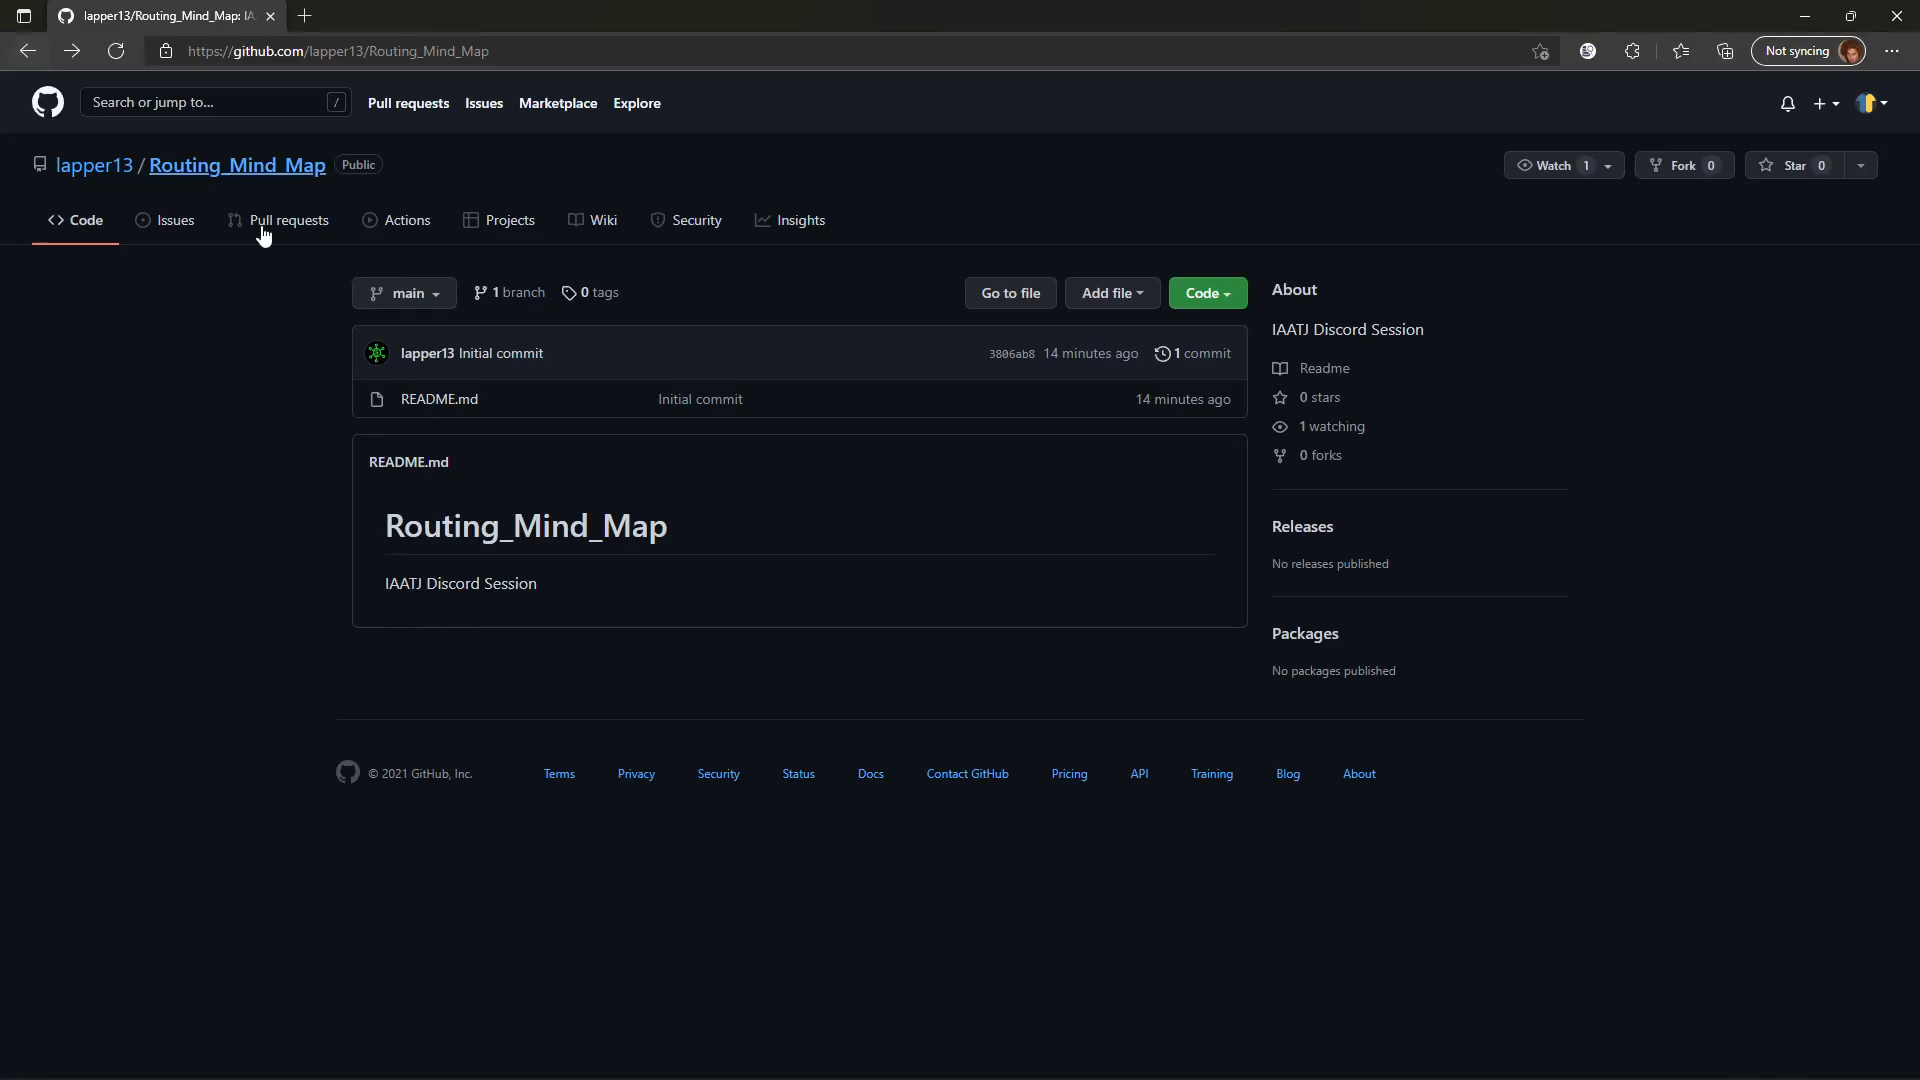 lapper13/Routing_Mind_Map: IA
https://github.com/lapper13/Routing_Mind_Map
Not syncing
Search or jump to... /
Pull requests Issues Marketplace Explore
lapper13 / Routing_Mind_Map Public
Watch 1 Fork 0 Star 0
<> Code Issues Pull requests Actions Projects Wiki Security Insights
main 1 branch 0 tags Go to file Add file Code
lapper13 Initial commit 3806ab8 14 minutes ago 1 commit
README.md Initial commit 14 minutes ago
README.md
Routing_Mind_Map
IAATJ Discord Session
About
IAATJ Discord Session
Readme
0 stars
1 watching
0 forks
Releases
No releases published
Packages
No packages published
© 2021 GitHub, Inc. Terms Privacy Security Status Docs Contact GitHub Pricing API Training Blog About